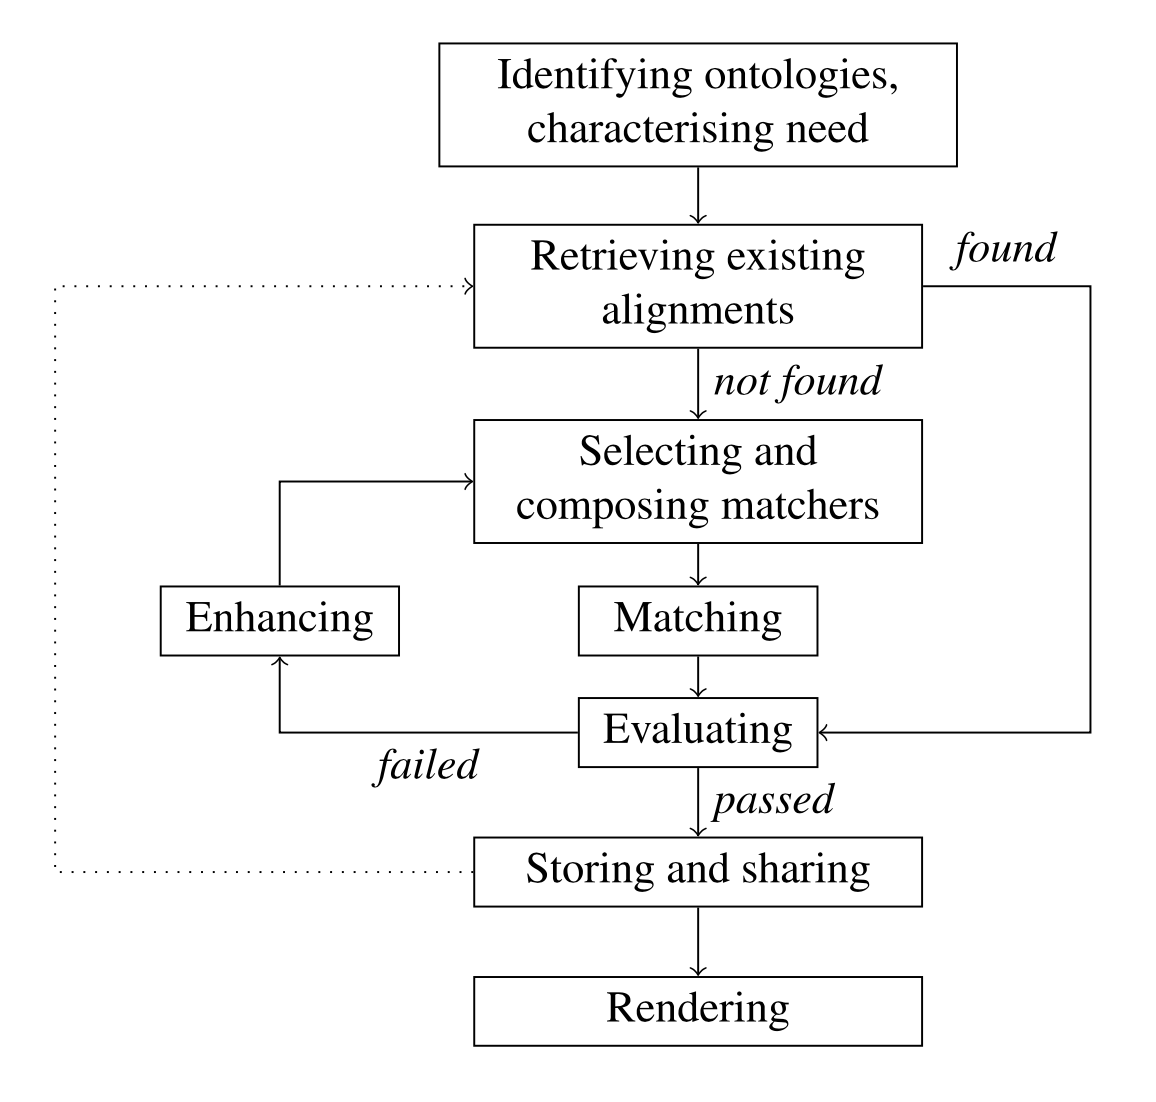 Identifying ontologies,
characterising need
Retrieving existing
alignments
found
not found
Selecting and
composing matchers
Enhancing
Matching
Evaluating
failed
passed
Storing and sharing
Rendering